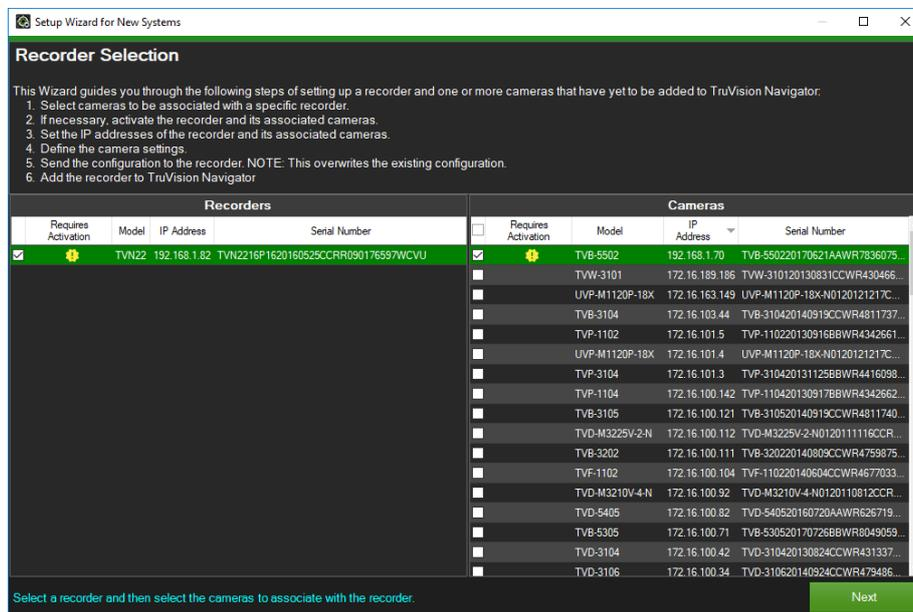 Setup Wizard for New Systems
Recorder Selection
This Wizard guides you through the following steps of setting up a recorder and one or more cameras that have yet to be added to TruVision Navigator:
1. Select cameras to be associated with a specific recorder.
2. If necessary, activate the recorder and its associated cameras.
3. Set the IP addresses of the recorder and its associated cameras.
4. Define the camera settings.
5. Send the configuration to the recorder. NOTE: This overwrites the existing configuration.
6. Add the recorder to TruVision Navigator
Recorders
Requires Activation Model IP Address Serial Number
TVN22 192.168.1.82 TVN2216P1620160525CCRR090176597WCVU
Cameras
Requires Activation Model IP Address Serial Number
TVB-5502 192.168.1.70 TVB-550220170621AAWR7836075...
TVW-3101 172.16.189.186 TVW-310120130831CCWR430466...
UVP-M1120P-18X 172.16.163.149 UVP-M1120P-18X-N0120121217C...
TVB-3104 172.16.103.44 TVB-310420140919CCWR4811737...
TVP-1102 172.16.101.5 TVP-110220130916BBWR4342661...
UVP-M1120P-18X 172.16.101.4 UVP-M1120P-18X-N0120121217C...
TVP-3104 172.16.101.3 TVP-310420131125BBWR4416098...
TVP-1104 172.16.100.142 TVP-110420130917BBWR4342662...
TVB-3105 172.16.100.121 TVB-310520140919CCWR4811740...
TVD-M3225V-2-N 172.16.100.112 TVD-M3225V-2-N0120111116CCR...
TVB-3202 172.16.100.111 TVB-320220140809CCWR4759875...
TVF-1102 172.16.100.104 TVF-110220140604CCWR4677033...
TVD-M3210V-4-N 172.16.100.92 TVD-M3210V-4-N0120110812CCR...
TVD-5405 172.16.100.82 TVD-540520160720AAWR626719...
TVB-5305 172.16.100.71 TVB-530520170726BBWR8049059...
TVD-3104 172.16.100.42 TVD-310420130824CCWR431337...
TVD-3106 172.16.100.34 TVD-310620140924CCWR479486...
Select a recorder and then select the cameras to associate with the recorder.
Next